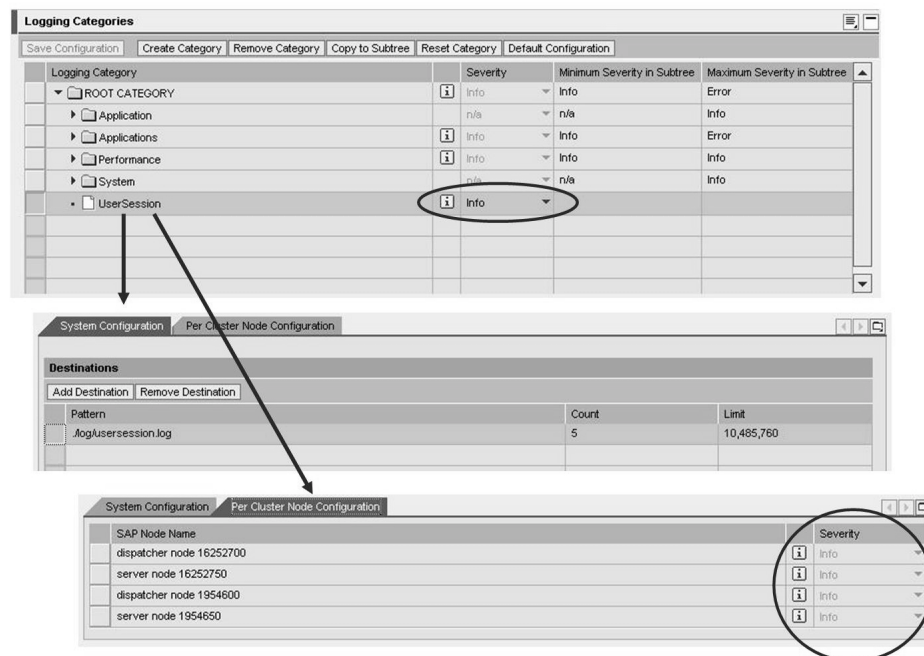 Logging Categories
Save Configuration Create Category Remove Category Copy to Subtree Reset Category Default Configuration
Logging Category Severity Minimum Severity in Subtree Maximum Severity in Subtree
ROOT CATEGORY Info Info Error
Application n/a n/a Info
Applications Info Info Error
Performance Info Info Info
System n/a n/a Info
UserSession Info
System Configuration Per Cluster Node Configuration
Destinations
Add Destination Remove Destination
Pattern Count Limit
./log/usersession.log 5 10,485,760
System Configuration Per Cluster Node Configuration
SAP Node Name Severity
dispatcher node 16252700 Info
server node 16252750 Info
dispatcher node 1954600 Info
server node 1954650 Info